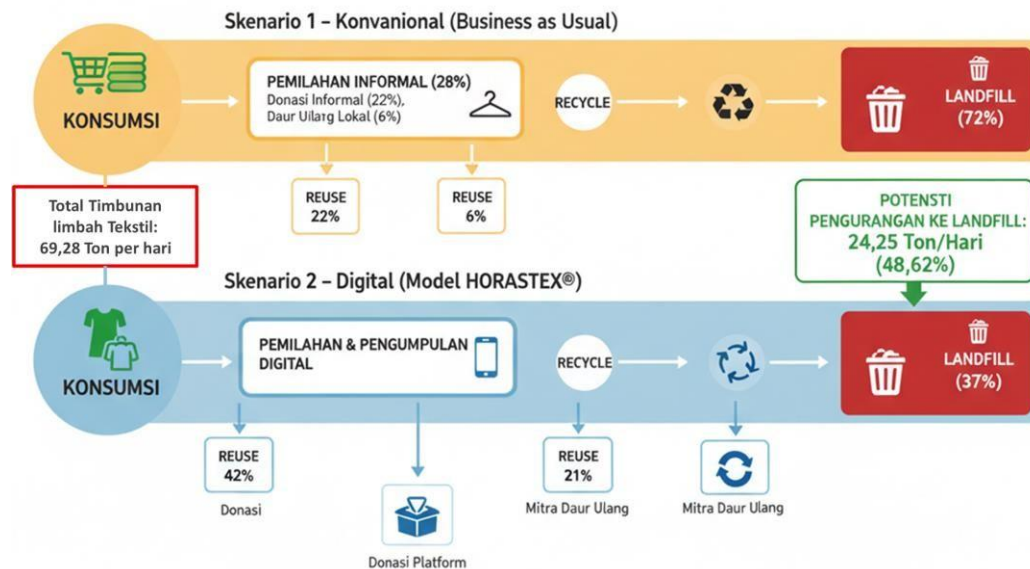 Skenario 1 – Konvanional (Business as Usual)
KONSUMSI
PEMILAHAN INFORMAL (28%)
Donasi Informal (22%),
Daur Uilarg Lokal (6%)
RECYCLE
LANDFILL
(72%)
REUSE
22%
REUSE
6%
Total Timbunan
limbah Tekstil:
69,28 Ton per hari
POTENSTI
PENGURANGAN KE LANDFILL:
24,25 Ton/Hari
(48,62%)
Skenario 2 – Digital (Model HORASTEX®)
KONSUMSI
PEMILAHAN & PENGUMPULAN
DIGITAL
RECYCLE
LANDFILL
(37%)
REUSE
42%
Donasi
Donasi Platform
REUSE
21%
Mitra Daur Ulang
Mitra Daur Ulang